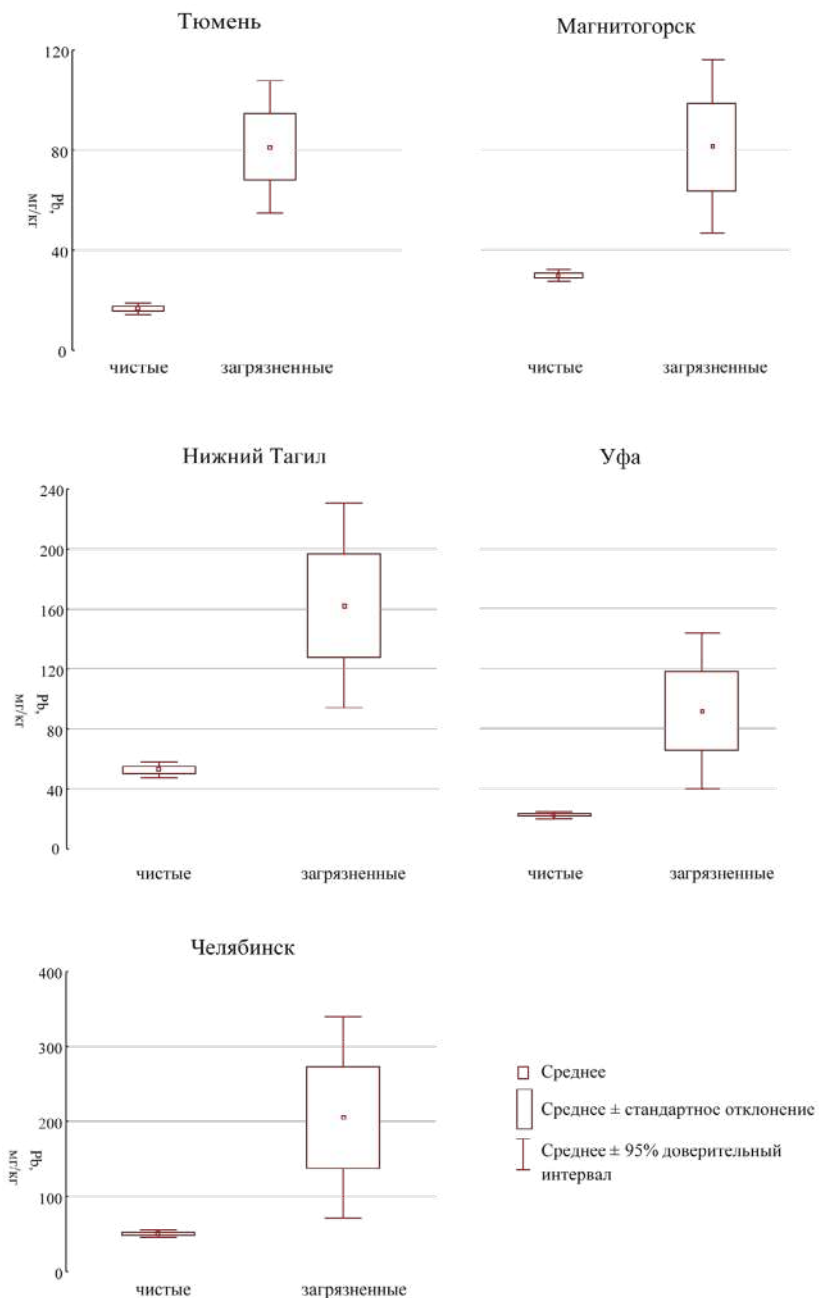 Тюмень
120
80
40
0
Pb,
мг/кг
чистые
загрязненные
Магнитогорск
чистые
загрязненные
Нижний Тагил
240
200
160
120
80
40
0
Pb,
мг/кг
чистые
загрязненные
Уфа
чистые
загрязненные
Челябинск
400
300
200
100
0
Pb,
мг/кг
чистые
загрязненные
Среднее
Среднее ± стандартное отклонение
Среднее ± 95% доверительный
интервал